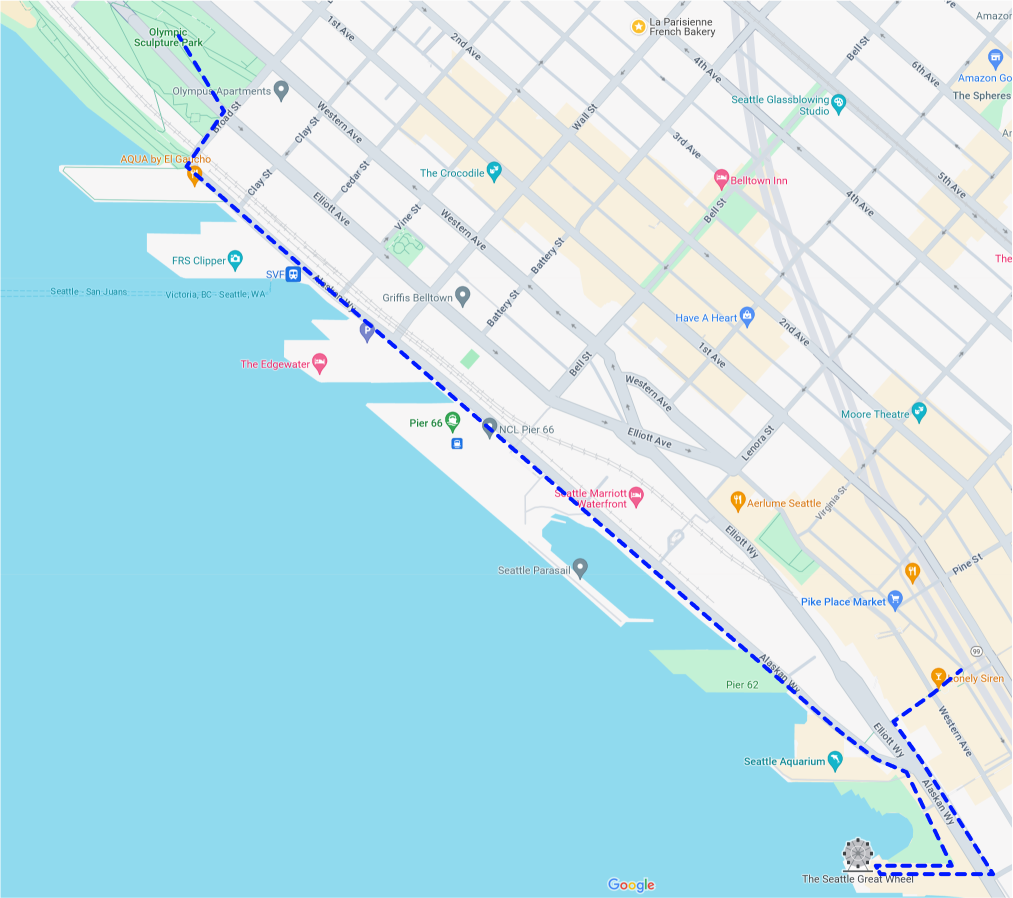 Olympic
Sculpture Park
1st Ave
2nd Ave
La Parisienne
French Bakery
Amazon
Bell St
6th Ave
Amazon Go
The Spheres
4th Ave
Olympus Apartments
Broad St
Clay St
Western Ave
Wall St
Seattle Glassblowing
Studio
3rd Ave
AQUA by El Gaucho
Clay St
Cedar St
The Crocodile
Belltown Inn
5th Ave
4th Ave
Elliott Ave
Vine St
Western Ave
Bell St
FRS Clipper
SVF
Battery St
The
Seattle - San Juans
Victoria, BC - Seattle, WA
Alaskan Wy
Griffis Belltown
Battery St
Have A Heart
2nd Ave
P
The Edgewater
Bell St
1st Ave
Western Ave
Pier 66
NCL Pier 66
Elliott Ave
Lenora St
Moore Theatre
Seattle Marriott
Waterfront
Aerlume Seattle
Virginia St
Elliott Wy
Pine St
Seattle Parasail
Pike Place Market
99
Alaskan Wy
Pier 62
Lonely Siren
Western Ave
Elliott Wy
Seattle Aquarium
Alaskan Wy
The Seattle Great Wheel
Google